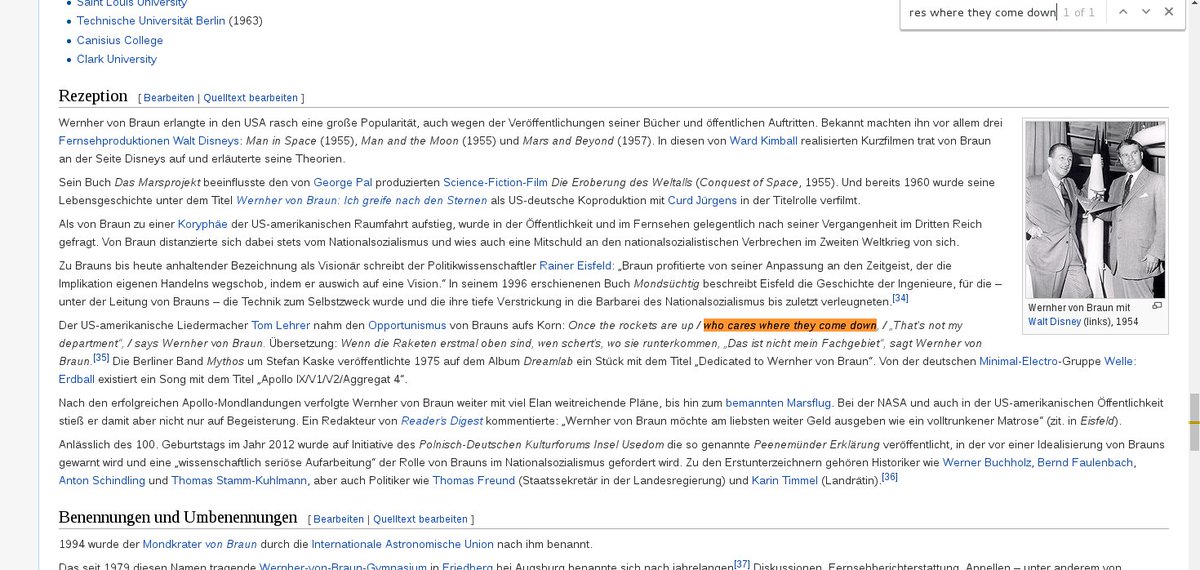 Saint Louis University
res where they come down 1 of 1
Technische Universität Berlin (1963)
Canisius College
Clark University
Rezeption [ Bearbeiten | Quelltext bearbeiten ]
Wernher von Braun erlangte in den USA rasch eine große Popularität, auch wegen der Veröffentlichungen seiner Bücher und öffentlichen Auftritten. Bekannt machten ihn vor allem drei
Fernsehproduktionen Walt Disneys: Man in Space (1955), Man and the Moon (1955) und Mars and Beyond (1957). In diesen von Ward Kimball realisierten Kurzfilmen trat von Braun
an der Seite Disneys auf und erläuterte seine Theorien.
Sein Buch Das Marsprojekt beeinflusste den von George Pal produzierten Science-Fiction-Film Die Eroberung des Weltalls (Conquest of Space, 1955). Und bereits 1960 wurde seine
Lebensgeschichte unter dem Titel Wernher von Braun: Ich greife nach den Sternen als US-deutsche Koproduktion mit Curd Jürgens in der Titelrolle verfilmt.
Als von Braun zu einer Koryphäe der US-amerikanischen Raumfahrt aufstieg, wurde in der Öffentlichkeit und im Fernsehen gelegentlich nach seiner Vergangenheit im Dritten Reich
gefragt. Von Braun distanzierte sich dabei stets vom Nationalsozialismus und wies auch eine Mitschuld an den nationalsozialistischen Verbrechen im Zweiten Weltkrieg von sich.
Zu Brauns bis heute anhaltender Bezeichnung als Visionär schreibt der Politikwissenschaftler Rainer Eisfeld: „Braun profitierte von seiner Anpassung an den Zeitgeist, der die
Implikation eigenen Handelns wegschob, indem er auswich auf eine Vision.“ In seinem 1996 erschienenen Buch Mondsüchtig beschreibt Eisfeld die Geschichte der Ingenieure, für die –
unter der Leitung von Brauns – die Technik zum Selbstzweck wurde und die ihre tiefe Verstrickung in die Barbarei des Nationalsozialismus bis zuletzt verleugneten.[34]
Wernher von Braun mit
Walt Disney (links), 1954
Der US-amerikanische Liedermacher Tom Lehrer nahm den Opportunismus von Brauns aufs Korn: Once the rockets are up / who cares where they come down, / „That's not my
department“, / says Wernher von Braun. Übersetzung: Wenn die Raketen erstmal oben sind, wen schert's, wo sie runterkommen, „Das ist nicht mein Fachgebiet“, sagt Wernher von
Braun.[35] Die Berliner Band Mythos um Stefan Kaske veröffentlichte 1975 auf dem Album Dreamlab ein Stück mit dem Titel „Dedicated to Wernher von Braun“. Von der deutschen Minimal-Electro-Gruppe Welle:
Erdball existiert ein Song mit dem Titel „Apollo IX/V1/V2/Aggregat 4“.
Nach den erfolgreichen Apollo-Mondlandungen verfolgte Wernher von Braun weiter mit viel Elan weitreichende Pläne, bis hin zum bemannten Marsflug. Bei der NASA und auch in der US-amerikanischen Öffentlichkeit
stieß er damit aber nicht nur auf Begeisterung. Ein Redakteur von Reader's Digest kommentierte: „Wernher von Braun möchte am liebsten weiter Geld ausgeben wie ein volltrunkener Matrose“ (zit. in Eisfeld).
Anlässlich des 100. Geburtstags im Jahr 2012 wurde auf Initiative des Polnisch-Deutschen Kulturforums Insel Usedom die so genannte Peenemünder Erklärung veröffentlicht, in der vor einer Idealisierung von Brauns
gewarnt wird und eine „wissenschaftlich seriöse Aufarbeitung“ der Rolle von Brauns im Nationalsozialismus gefordert wird. Zu den Erstunterzeichnern gehören Historiker wie Werner Buchholz, Bernd Faulenbach,
Anton Schindling und Thomas Stamm-Kuhlmann, aber auch Politiker wie Thomas Freund (Staatssekretär in der Landesregierung) und Karin Timmel (Landrätin).[36]
Benennungen und Umbenennungen [ Bearbeiten | Quelltext bearbeiten ]
1994 wurde der Mondkrater von Braun durch die Internationale Astronomische Union nach ihm benannt.
Das seit 1979 diesen Namen tragende Wernher-von-Braun-Gymnasium in Friedberg bei Augsburg benannte sich nach jahrelangen[37] Diskussionen, Fernsehberichterstattung, Appellen – unter anderem von